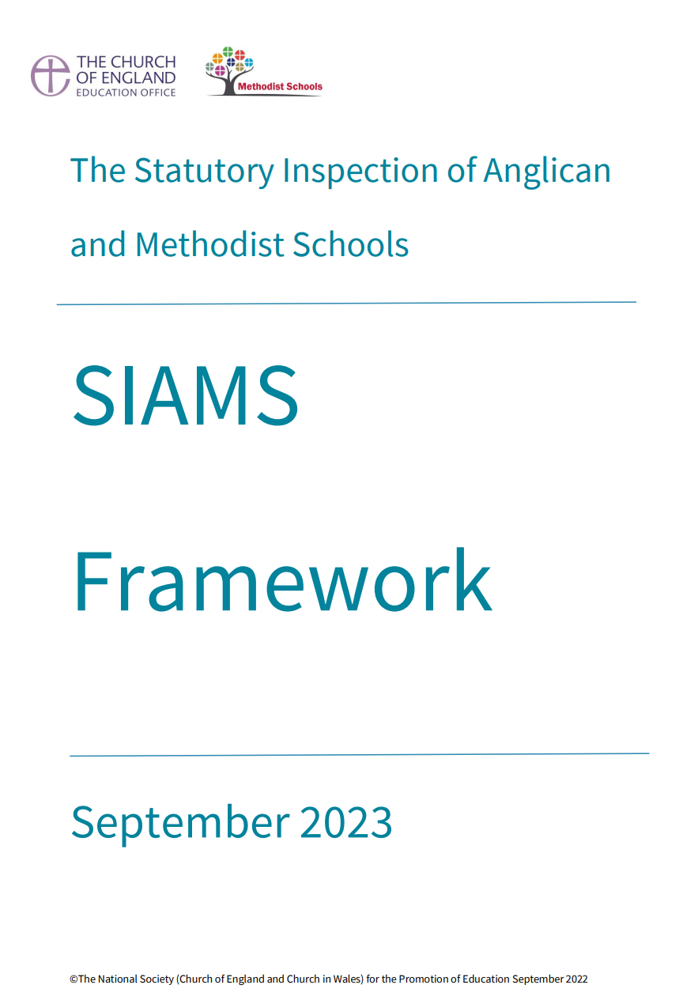 THE CHURCH
OF ENGLAND
EDUCATION OFFICE
Methodist Schools
The Statutory Inspection of Anglican
and Methodist Schools
SIAMS
Framework
September 2023
©The National Society (Church of England and Church in Wales) for the Promotion of Education September 2022